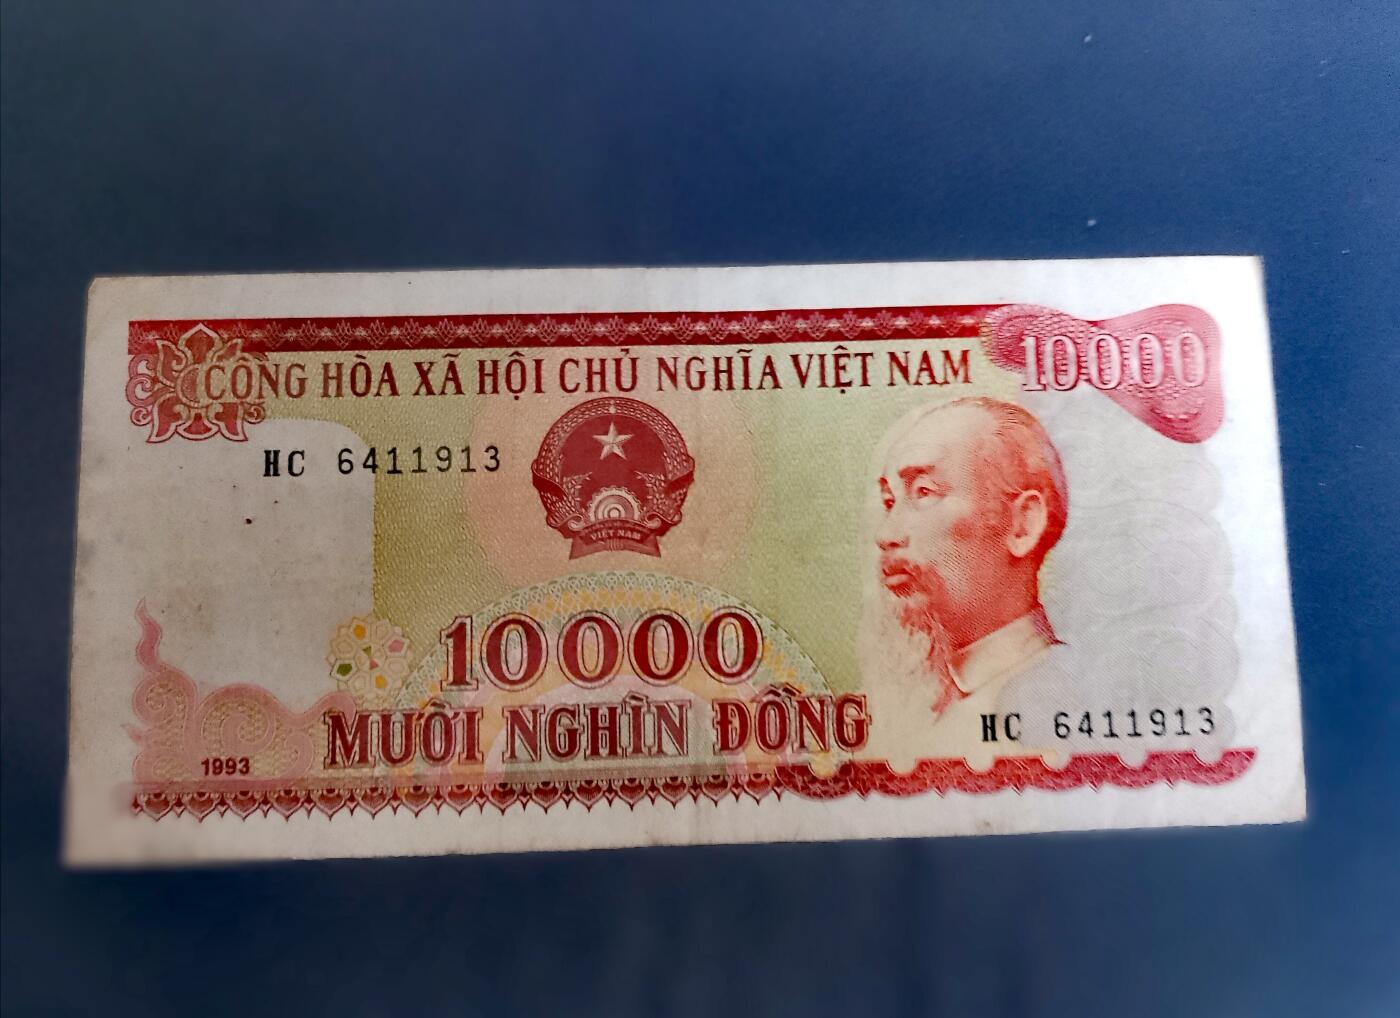 CỘNG HÒA XÃ HỘI CHỦ NGHĨA VIỆT NAM
10000
HC 6411913
VIỆT NAM
10000
MƯỜI NGHÌN ĐỒNG
HC 6411913
1993